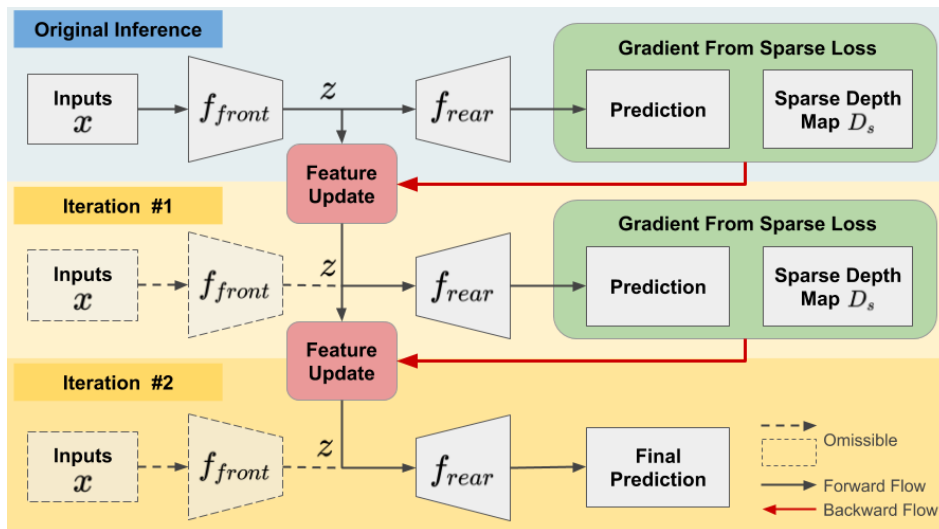 Original Inference
Gradient From Sparse Loss
Inputs
x
f_front
z
f_rear
Prediction
Sparse Depth
Map D_s
Feature
Update
Iteration #1
Gradient From Sparse Loss
Inputs
x
f_front
z
f_rear
Prediction
Sparse Depth
Map D_s
Feature
Update
Iteration #2
Inputs
x
f_front
z
f_rear
Final
Prediction
Omissible
Forward Flow
Backward Flow